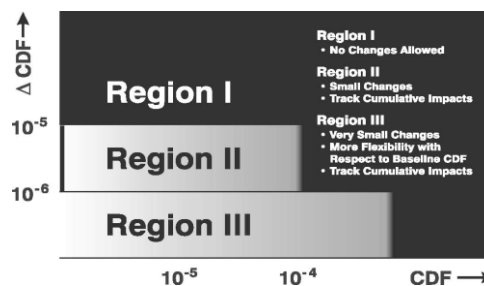 Δ CDF→
Region I
• No Changes Allowed
Region II
• Small Changes
• Track Cumulative Impacts
Region III
• Very Small Changes
• More Flexibility with
Respect to Baseline CDF
• Track Cumulative Impacts
Region I
10⁻⁵
Region II
10⁻⁶
Region III
10⁻⁵
10⁻⁴
CDF→